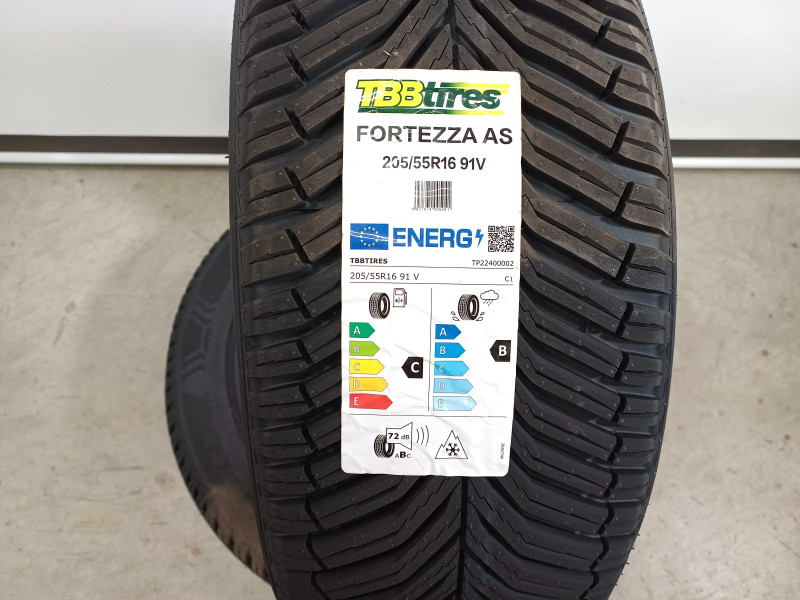 TBBtires
FORTEZZA AS
205/55R16 91V
ENERG
TBBTIRES TP22400002
205/55R16 91 V C1
A A
B B B
C C C
D D
E E
72 dB
ABC